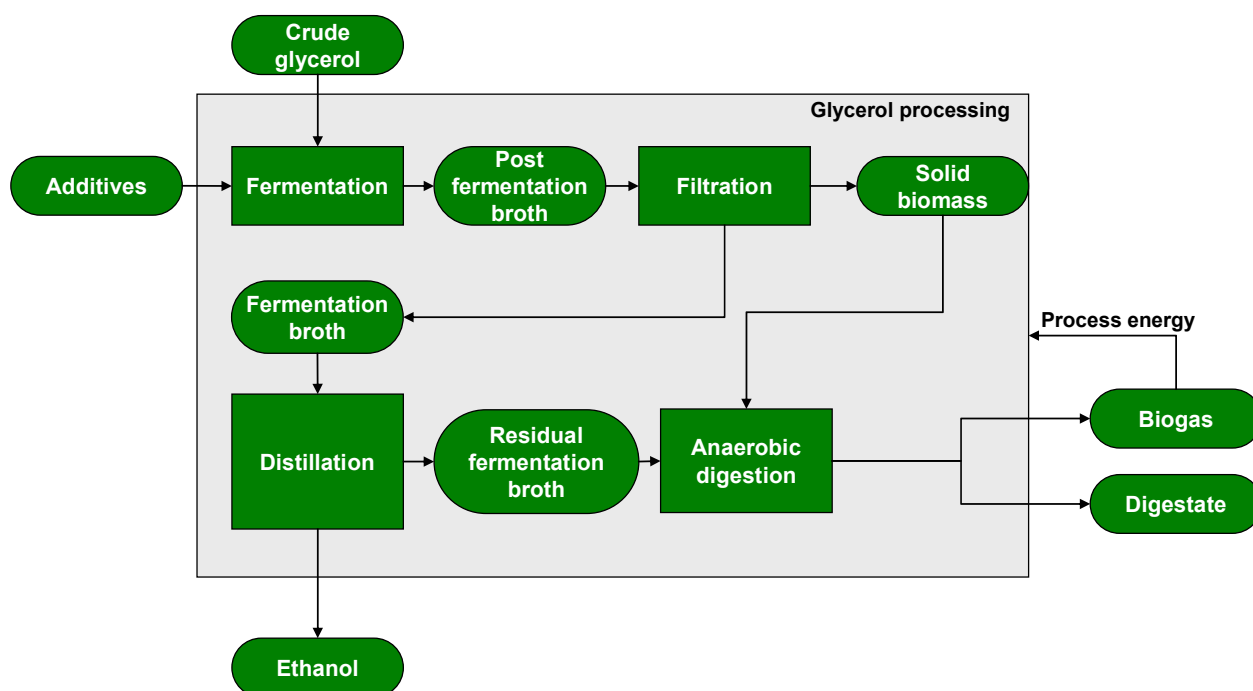 Crude
glycerol
Glycerol processing
Additives
Fermentation
Post
fermentation
broth
Filtration
Solid
biomass
Fermentation
broth
Process energy
Distillation
Residual
fermentation
broth
Anaerobic
digestion
Biogas
Digestate
Ethanol